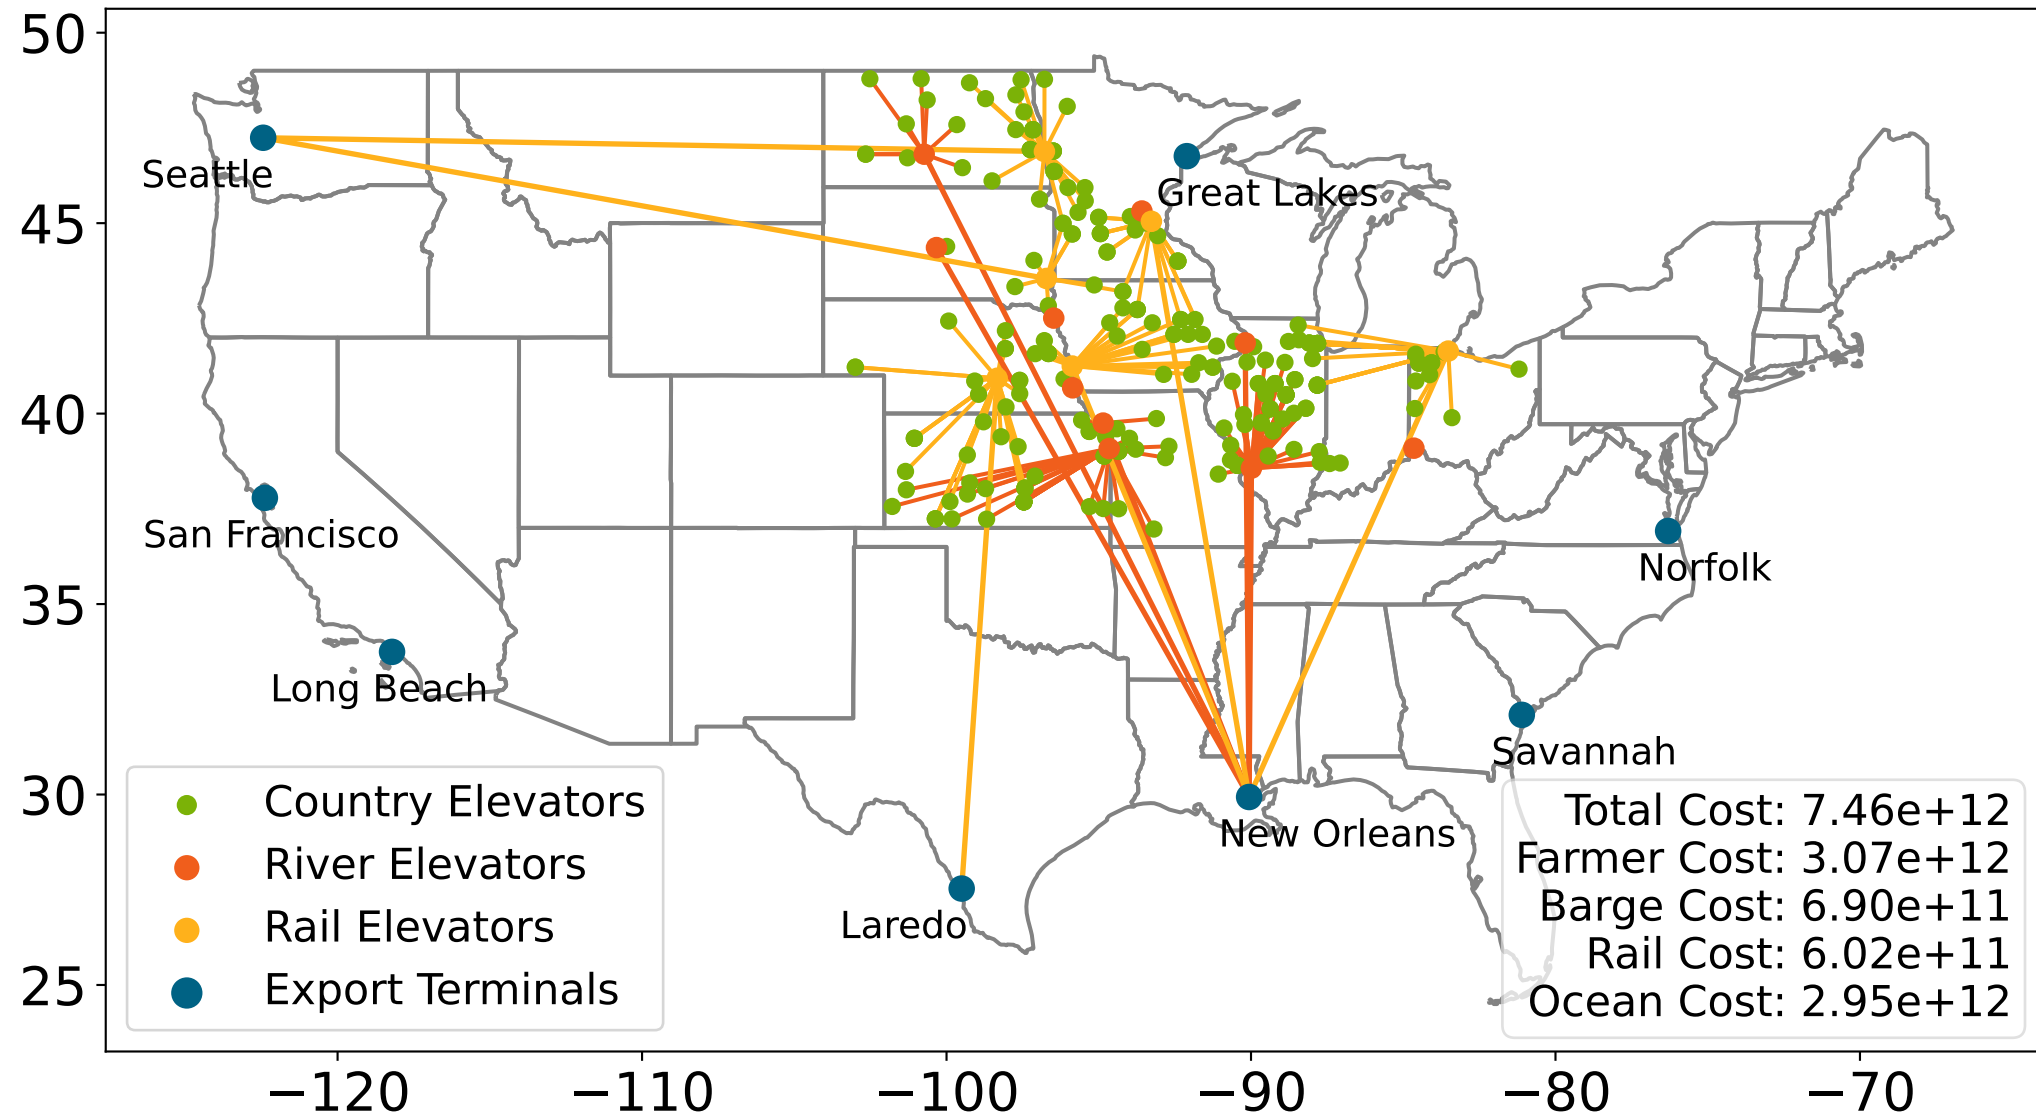 50
45
40
35
30
25
Seattle
Great Lakes
San Francisco
Norfolk
Long Beach
Savannah
New Orleans
Laredo
Country Elevators
River Elevators
Rail Elevators
Export Terminals
Total Cost: 7.46e+12
Farmer Cost: 3.07e+12
Barge Cost: 6.90e+11
Rail Cost: 6.02e+11
Ocean Cost: 2.95e+12
−120 −110 −100 −90 −80 −70